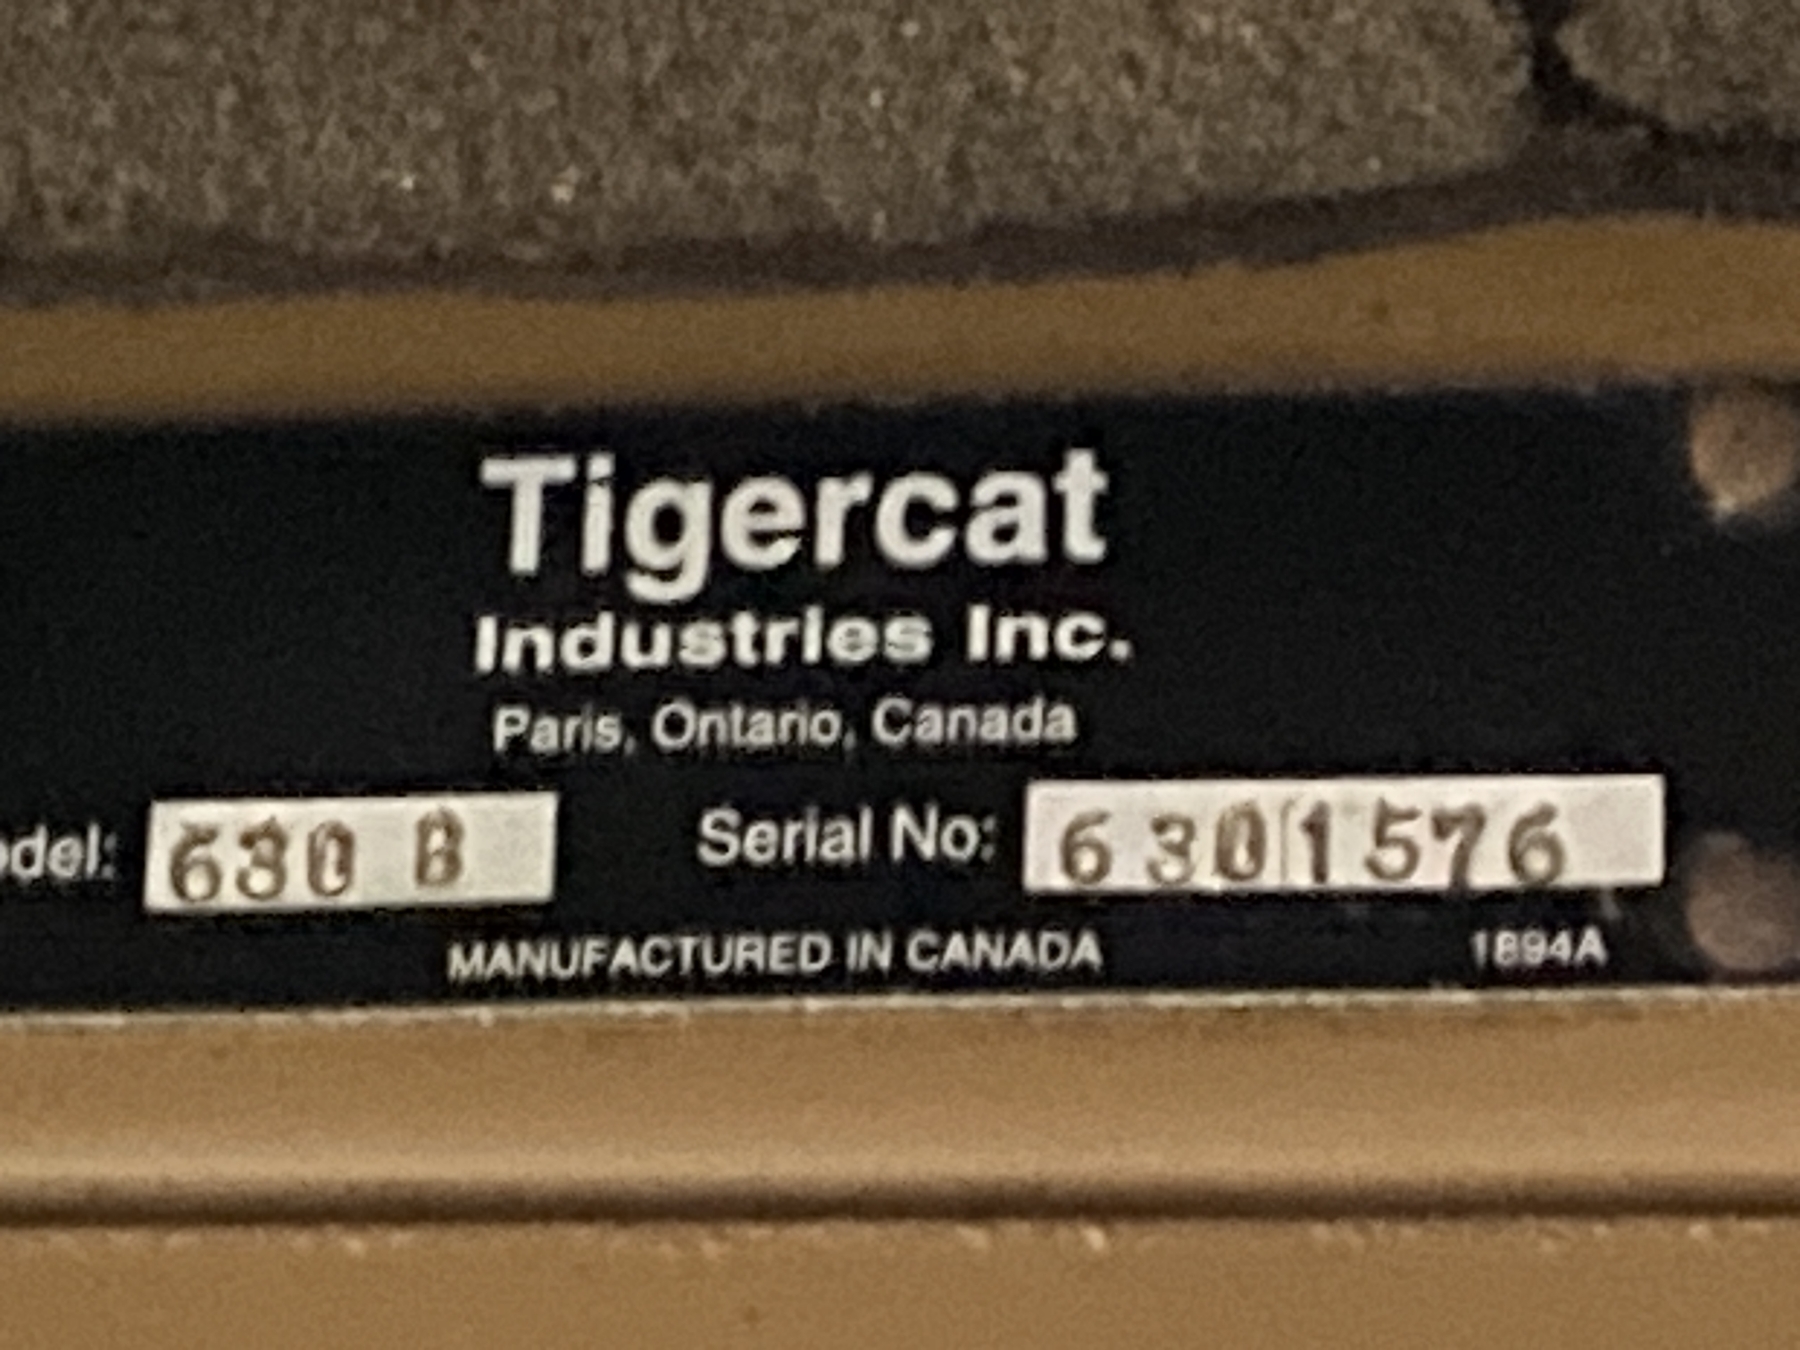 Tigercat
Industries Inc.
Paris, Ontario, Canada
odel: 630 B Serial No: 6301576
MANUFACTURED IN CANADA 1894A